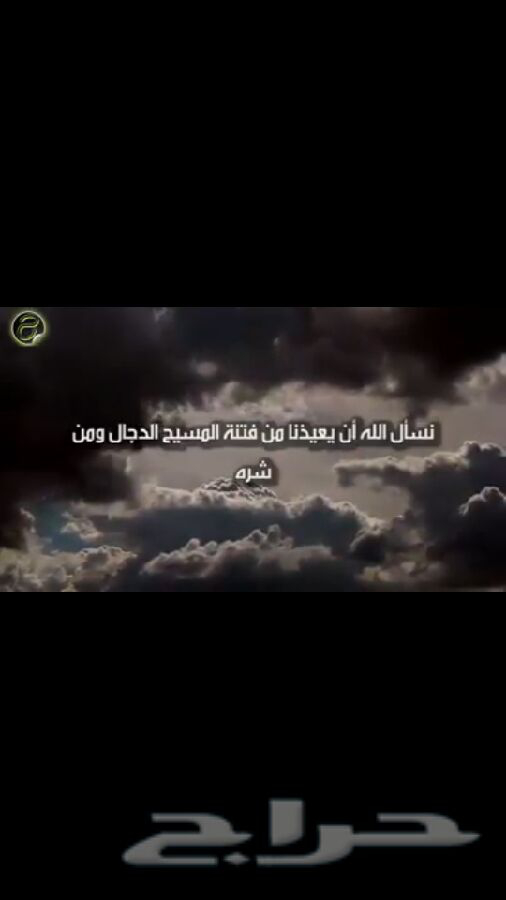 نسأل الله أن يعيذنا من فتنة المسيح الدجال ومن
شره
حراج